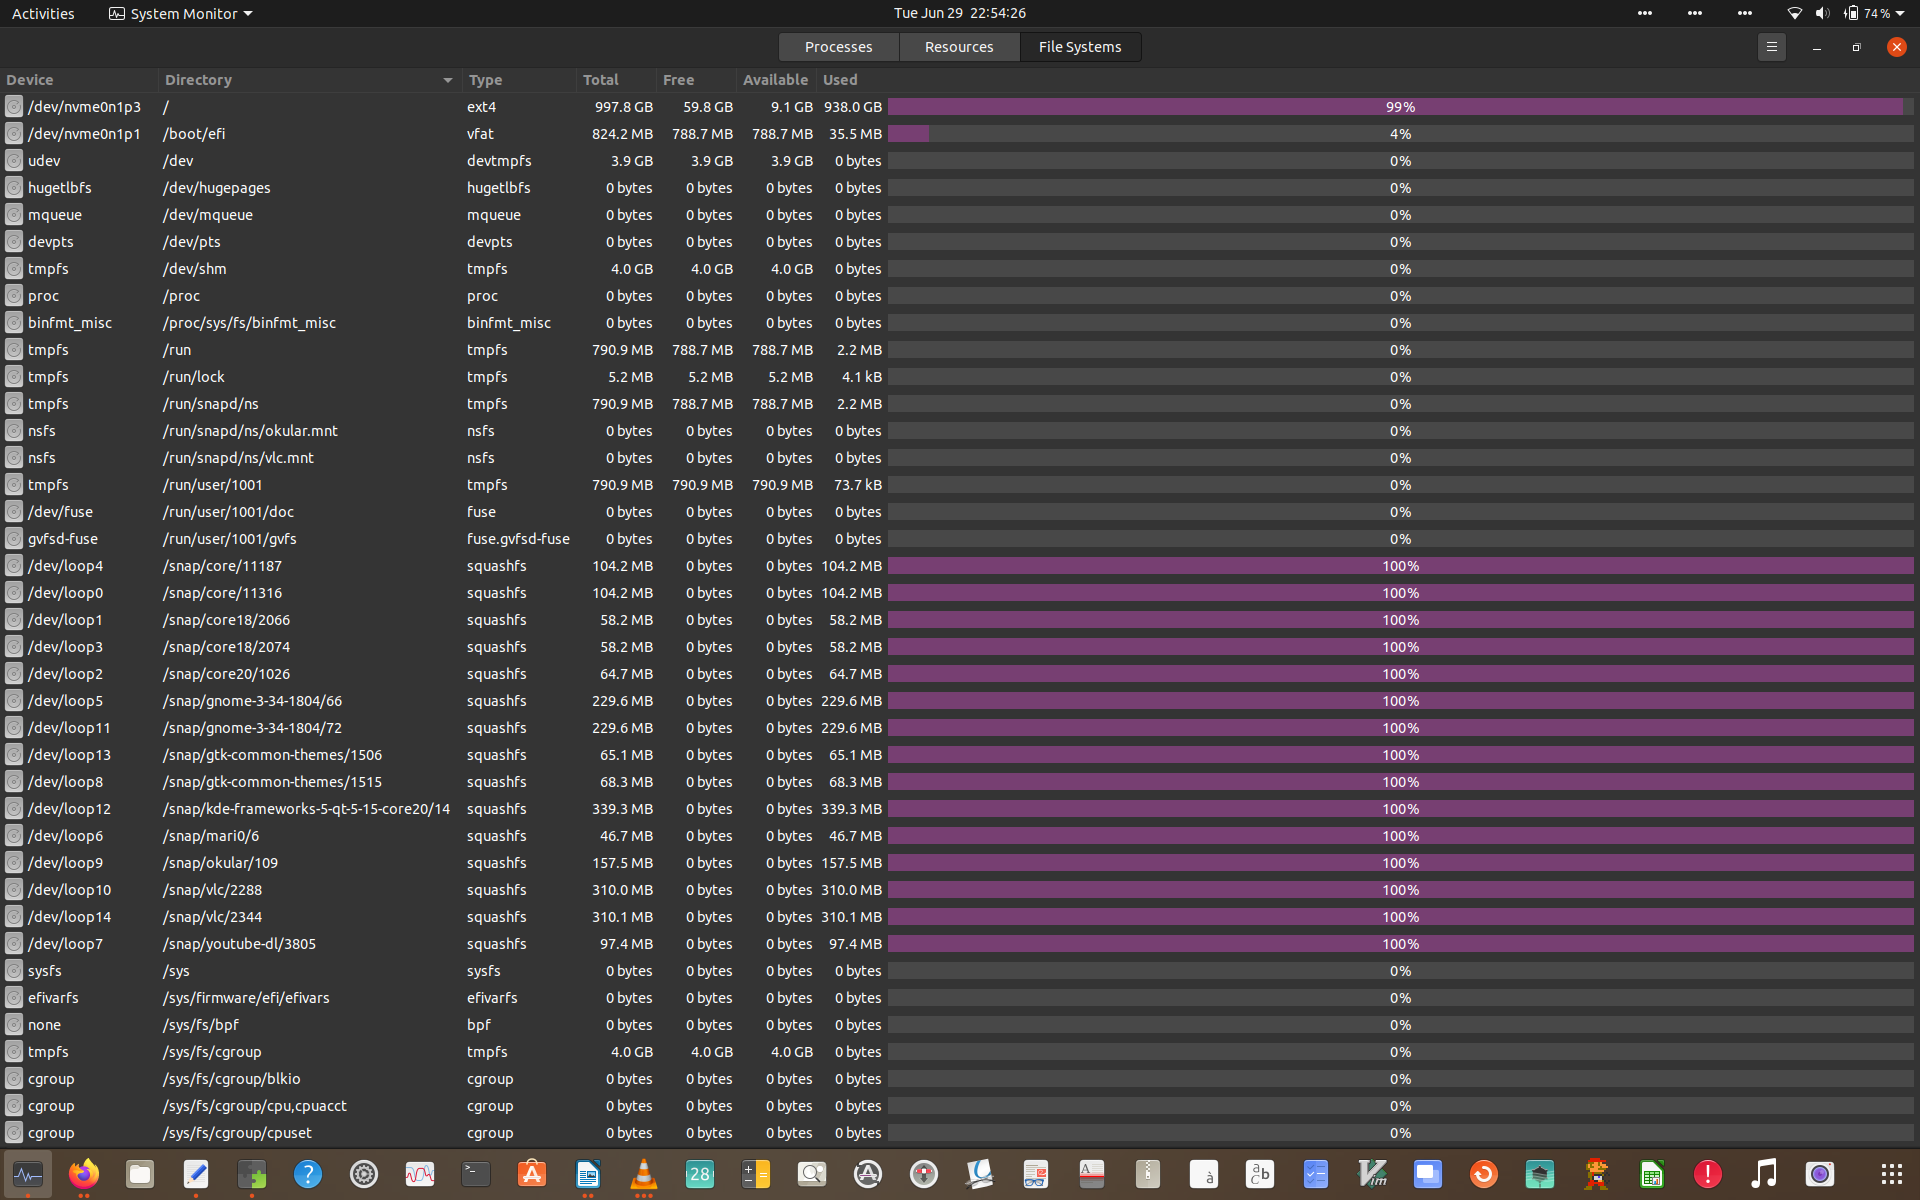 Activities System Monitor Tue Jun 29 22:54:26 74 %
Processes Resources File Systems
Device Directory Type Total Free Available Used
/dev/nvme0n1p3 / ext4 997.8 GB 59.8 GB 9.1 GB 938.0 GB 99%
/dev/nvme0n1p1 /boot/efi vfat 824.2 MB 788.7 MB 788.7 MB 35.5 MB 4%
udev /dev devtmpfs 3.9 GB 3.9 GB 3.9 GB 0 bytes 0%
hugetlbfs /dev/hugepages hugetlbfs 0 bytes 0 bytes 0 bytes 0 bytes 0%
mqueue /dev/mqueue mqueue 0 bytes 0 bytes 0 bytes 0 bytes 0%
devpts /dev/pts devpts 0 bytes 0 bytes 0 bytes 0 bytes 0%
tmpfs /dev/shm tmpfs 4.0 GB 4.0 GB 4.0 GB 0 bytes 0%
proc /proc proc 0 bytes 0 bytes 0 bytes 0 bytes 0%
binfmt_misc /proc/sys/fs/binfmt_misc binfmt_misc 0 bytes 0 bytes 0 bytes 0 bytes 0%
tmpfs /run tmpfs 790.9 MB 788.7 MB 788.7 MB 2.2 MB 0%
tmpfs /run/lock tmpfs 5.2 MB 5.2 MB 5.2 MB 4.1 kB 0%
tmpfs /run/snapd/ns tmpfs 790.9 MB 788.7 MB 788.7 MB 2.2 MB 0%
nsfs /run/snapd/ns/okular.mnt nsfs 0 bytes 0 bytes 0 bytes 0 bytes 0%
nsfs /run/snapd/ns/vlc.mnt nsfs 0 bytes 0 bytes 0 bytes 0 bytes 0%
tmpfs /run/user/1001 tmpfs 790.9 MB 790.9 MB 790.9 MB 73.7 kB 0%
/dev/fuse /run/user/1001/doc fuse 0 bytes 0 bytes 0 bytes 0 bytes 0%
gvfsd-fuse /run/user/1001/gvfs fuse.gvfsd-fuse 0 bytes 0 bytes 0 bytes 0 bytes 0%
/dev/loop4 /snap/core/11187 squashfs 104.2 MB 0 bytes 0 bytes 104.2 MB 100%
/dev/loop0 /snap/core/11316 squashfs 104.2 MB 0 bytes 0 bytes 104.2 MB 100%
/dev/loop1 /snap/core18/2066 squashfs 58.2 MB 0 bytes 0 bytes 58.2 MB 100%
/dev/loop3 /snap/core18/2074 squashfs 58.2 MB 0 bytes 0 bytes 58.2 MB 100%
/dev/loop2 /snap/core20/1026 squashfs 64.7 MB 0 bytes 0 bytes 64.7 MB 100%
/dev/loop5 /snap/gnome-3-34-1804/66 squashfs 229.6 MB 0 bytes 0 bytes 229.6 MB 100%
/dev/loop11 /snap/gnome-3-34-1804/72 squashfs 229.6 MB 0 bytes 0 bytes 229.6 MB 100%
/dev/loop13 /snap/gtk-common-themes/1506 squashfs 65.1 MB 0 bytes 0 bytes 65.1 MB 100%
/dev/loop8 /snap/gtk-common-themes/1515 squashfs 68.3 MB 0 bytes 0 bytes 68.3 MB 100%
/dev/loop12 /snap/kde-frameworks-5-qt-5-15-core20/14 squashfs 339.3 MB 0 bytes 0 bytes 339.3 MB 100%
/dev/loop6 /snap/mari0/6 squashfs 46.7 MB 0 bytes 0 bytes 46.7 MB 100%
/dev/loop9 /snap/okular/109 squashfs 157.5 MB 0 bytes 0 bytes 157.5 MB 100%
/dev/loop10 /snap/vlc/2288 squashfs 310.0 MB 0 bytes 0 bytes 310.0 MB 100%
/dev/loop14 /snap/vlc/2344 squashfs 310.1 MB 0 bytes 0 bytes 310.1 MB 100%
/dev/loop7 /snap/youtube-dl/3805 squashfs 97.4 MB 0 bytes 0 bytes 97.4 MB 100%
sysfs /sys sysfs 0 bytes 0 bytes 0 bytes 0 bytes 0%
efivarfs /sys/firmware/efi/efivars efivarfs 0 bytes 0 bytes 0 bytes 0 bytes 0%
none /sys/fs/bpf bpf 0 bytes 0 bytes 0 bytes 0 bytes 0%
tmpfs /sys/fs/cgroup tmpfs 4.0 GB 4.0 GB 4.0 GB 0 bytes 0%
cgroup /sys/fs/cgroup/blkio cgroup 0 bytes 0 bytes 0 bytes 0 bytes 0%
cgroup /sys/fs/cgroup/cpu,cpuacct cgroup 0 bytes 0 bytes 0 bytes 0 bytes 0%
cgroup /sys/fs/cgroup/cpuset cgroup 0 bytes 0 bytes 0 bytes 0 bytes 0%
28 à Vim